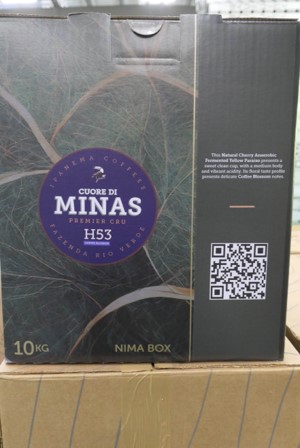 IPANEMA COFFEES
CUORE DI
MINAS
PREMIER CRU
H53
FAZENDA RIO VERDE
This Natural Cherry Anaerobic
Fermented Yellow Paraiso presents a
sweet clean cup, with a medium body
and vibrant acidity. Its floral taste profile
presents delicate Coffee Blossom notes.
10KG
NIMA BOX